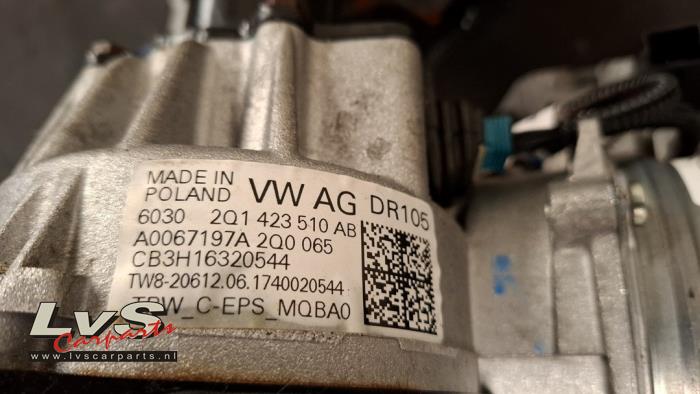 MADE IN
POLAND VW AG DR105
6030 2Q1 423 510 AB
A0067197A 2Q0 065
CB3H16320544
TW8-20612.06.1740020544
TRW_C-EPS_MQBA0
LvS
Carparts
www.lvscarparts.nl